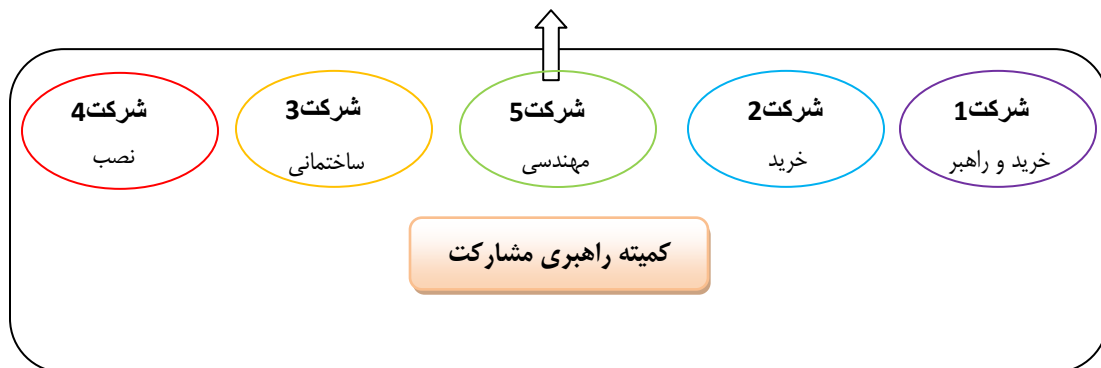 شرکت1
خرید و راهبر
شرکت2
خرید
شرکت5
مهندسی
شرکت3
ساختمانی
شرکت4
نصب
کمیته راهبری مشارکت